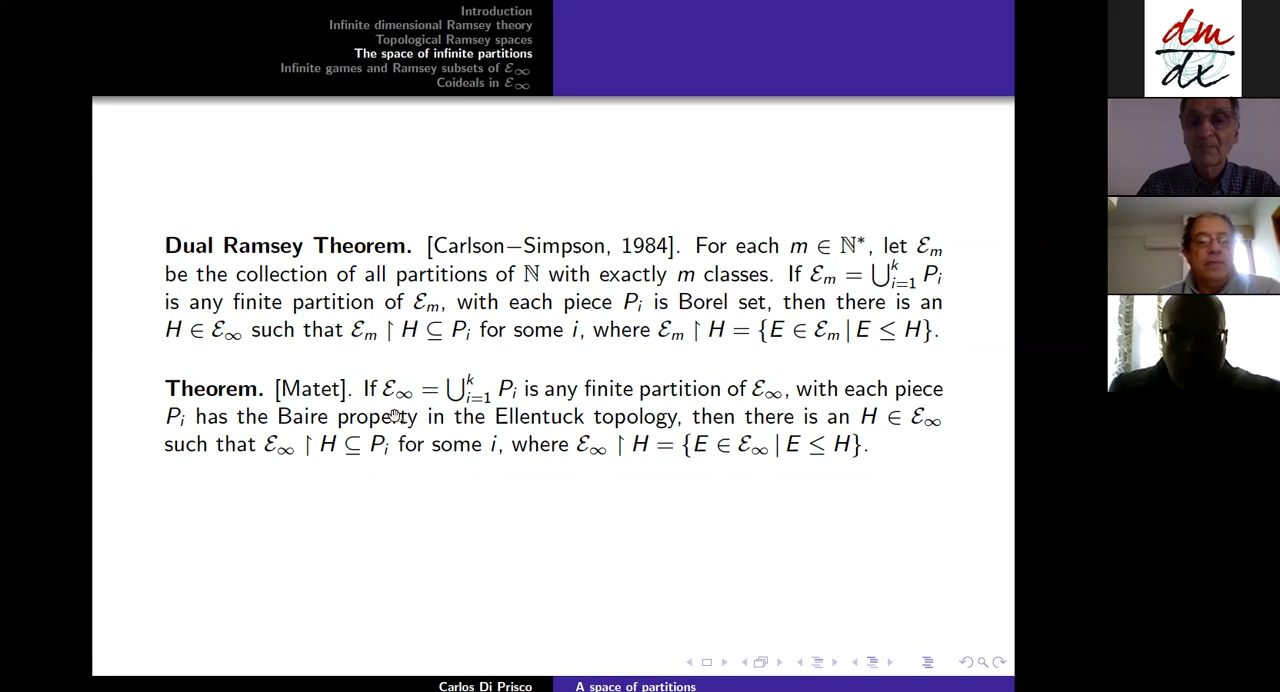 Introduction
Infinite dimensional Ramsey theory
Topological Ramsey spaces
The space of infinite partitions
Infinite games and Ramsey subsets of ℰ∞
Coideals in ℰ∞
dm
dx
Dual Ramsey Theorem. [Carlson–Simpson, 1984]. For each m ∈ ℕ*, let ℰₘ
be the collection of all partitions of ℕ with exactly m classes. If ℰₘ = ⋃ᵏᵢ₌₁ Pᵢ
is any finite partition of ℰₘ, with each piece Pᵢ is Borel set, then there is an
H ∈ ℰ∞ such that ℰₘ ↾ H ⊆ Pᵢ for some i, where ℰₘ ↾ H = {E ∈ ℰₘ | E ≤ H}.
Theorem. [Matet]. If ℰ∞ = ⋃ᵏᵢ₌₁ Pᵢ is any finite partition of ℰ∞, with each piece
Pᵢ has the Baire property in the Ellentuck topology, then there is an H ∈ ℰ∞
such that ℰ∞ ↾ H ⊆ Pᵢ for some i, where ℰ∞ ↾ H = {E ∈ ℰ∞ | E ≤ H}.
Carlos Di Prisco
A space of partitions